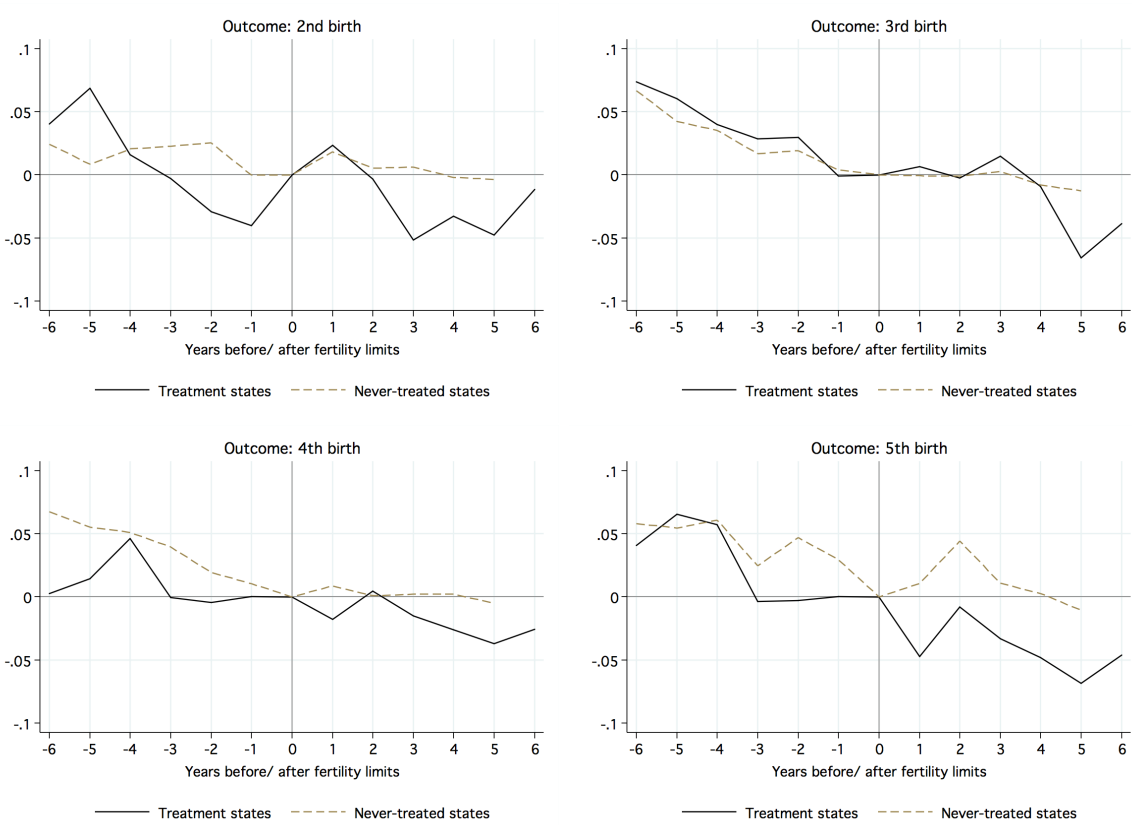 Outcome: 2nd birth
.1
.05
0
-.05
-.1
-6 -5 -4 -3 -2 -1 0 1 2 3 4 5 6
Years before/ after fertility limits
Treatment states Never-treated states
Outcome: 3rd birth
.1
.05
0
-.05
-.1
-6 -5 -4 -3 -2 -1 0 1 2 3 4 5 6
Years before/ after fertility limits
Treatment states Never-treated states
Outcome: 4th birth
.1
.05
0
-.05
-.1
-6 -5 -4 -3 -2 -1 0 1 2 3 4 5 6
Years before/ after fertility limits
Treatment states Never-treated states
Outcome: 5th birth
.1
.05
0
-.05
-.1
-6 -5 -4 -3 -2 -1 0 1 2 3 4 5 6
Years before/ after fertility limits
Treatment states Never-treated states